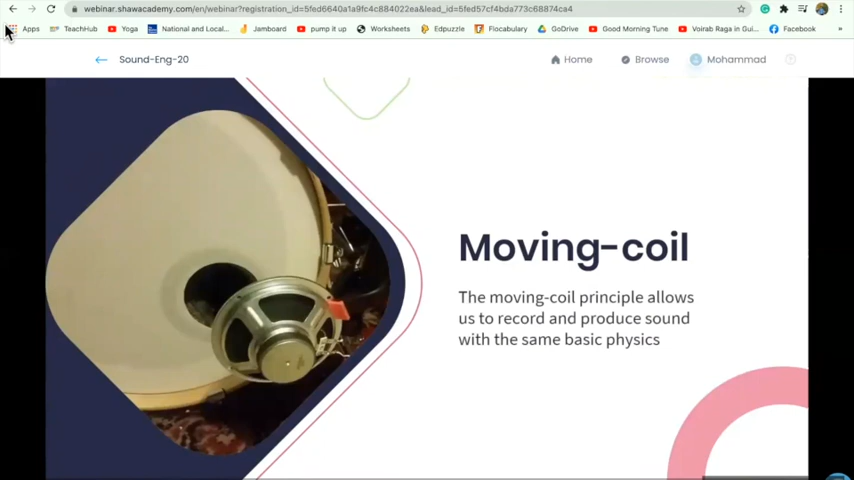 webinar.shawacademy.com/en/webinar?registration_id=5fed6640a1a9fc4c884022ea&lead_id=5fed57cf4bda773c68874ca4
Apps TeachHub Yoga National and Local... Jamboard pump it up Worksheets Edpuzzle Flocabulary GoDrive Good Morning Tune Voirab Raga in Gui... Facebook »
Sound-Eng-20 Home Browse Mohammad
Moving-coil
The moving-coil principle allows
us to record and produce sound
with the same basic physics